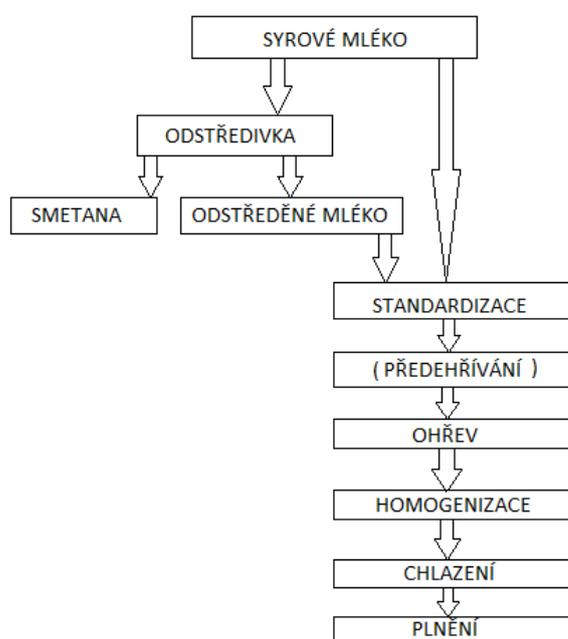 SYROVÉ MLÉKO
ODSTŘEDIVKA
SMETANA
ODSTŘEDĚNÉ MLÉKO
STANDARDIZACE
( PŘEDEHŘÍVÁNÍ )
OHŘEV
HOMOGENIZACE
CHLAZENÍ
PLNĚNÍ